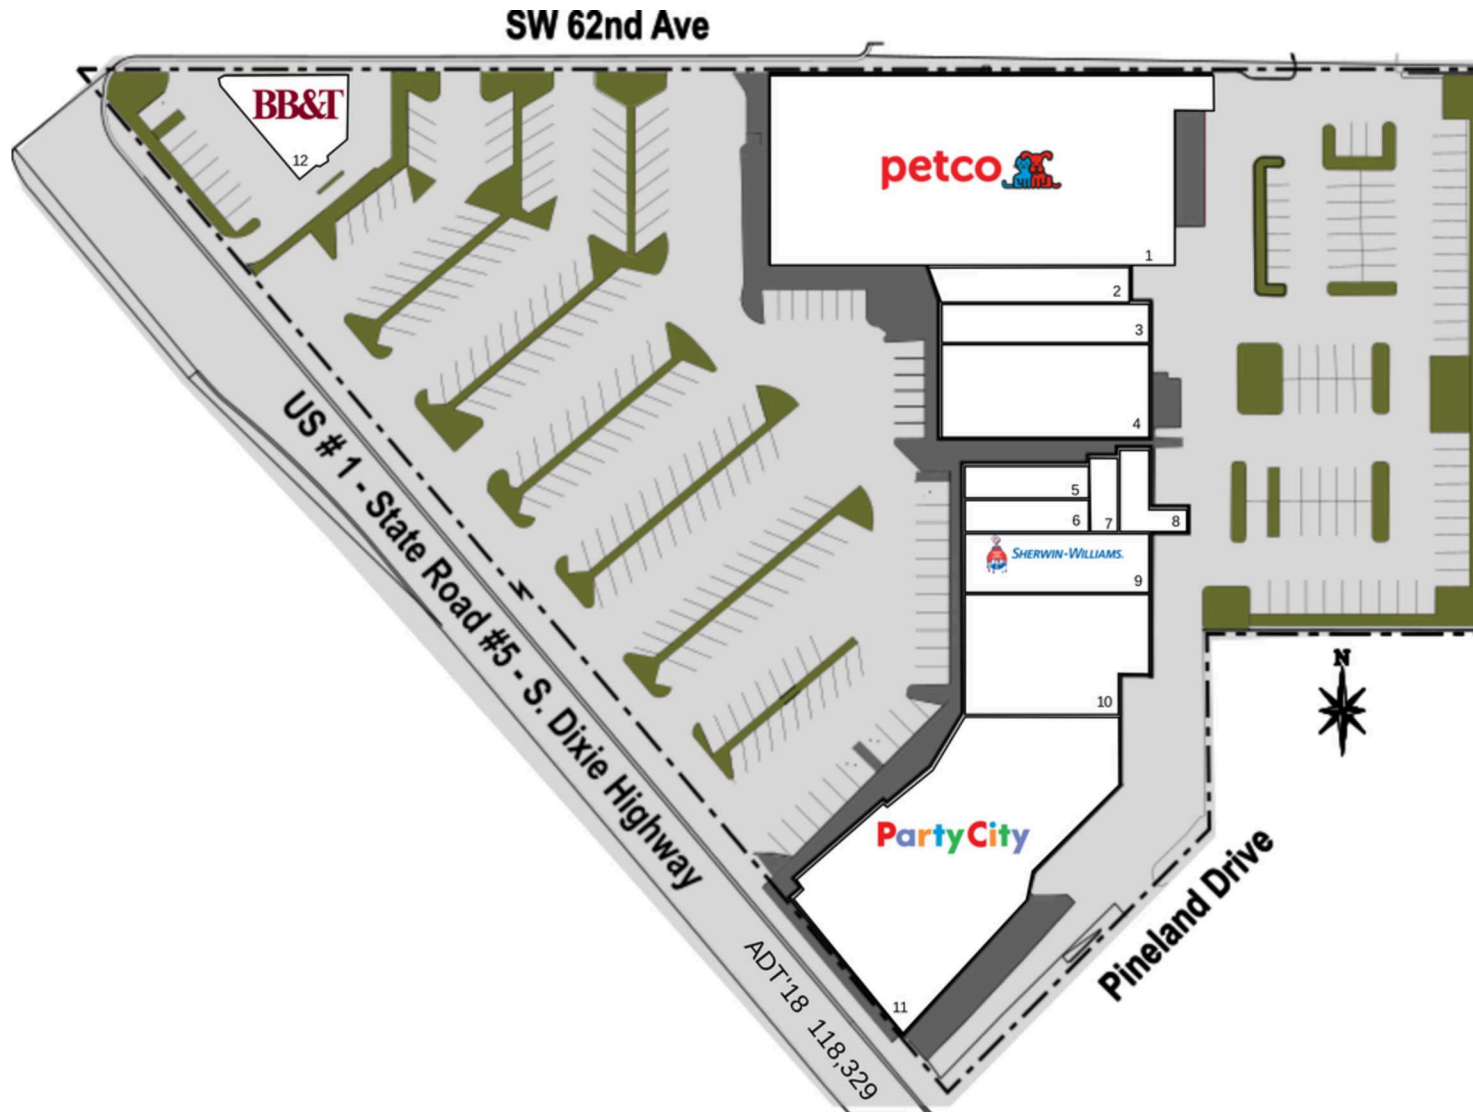 SW 62nd Ave
BB&T
12
petco
1
2
3
4
5
6
7
8
SHERWIN-WILLIAMS.
9
10
N
US # 1 - State Road #5 - S. Dixie Highway
PartyCity
Pineland Drive
11
ADT'18 118,329